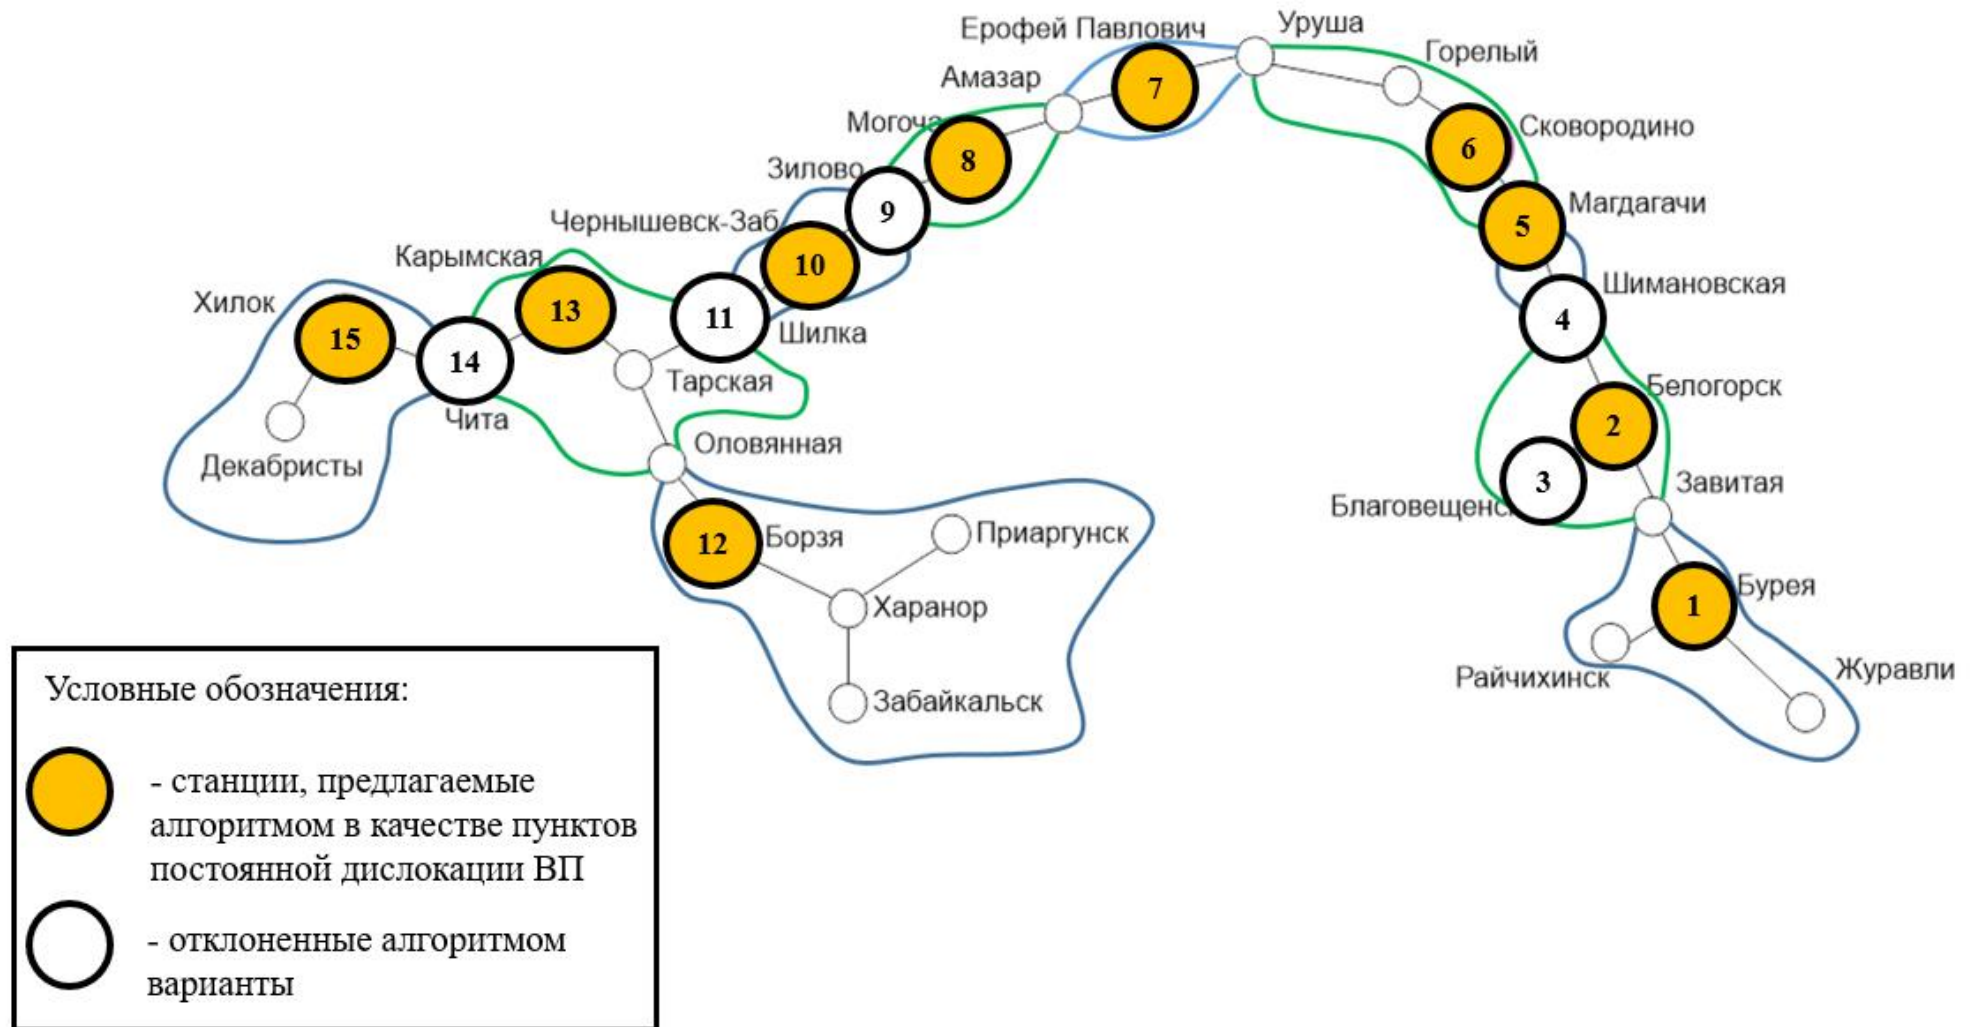 Ерофей Павлович
Уруша
Горелый
Амазар
7
Могоча
8
6
Сковородино
Зилово
9
5
Магдагачи
Чернышевск-Заб
10
Карымская
13
11
Шилка
4
Шимановская
Хилок
15
14
Чита
Тарская
Белогорск
2
Декабристы
Оловянная
3
Благовещенс
Завитая
12
Борзя
Приаргунск
Харанор
Забайкальск
1
Бурея
Райчихинск
Журавли
Условные обозначения:
- станции, предлагаемые
алгоритмом в качестве пунктов
постоянной дислокации ВП
- отклоненные алгоритмом
варианты